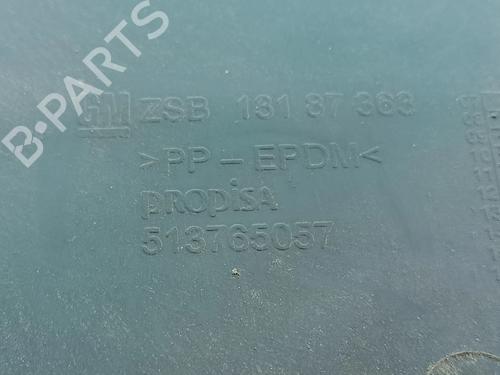 B-PARTS
GM ZSB 131 87 363
>PP-EPDM<
propisa
513765057